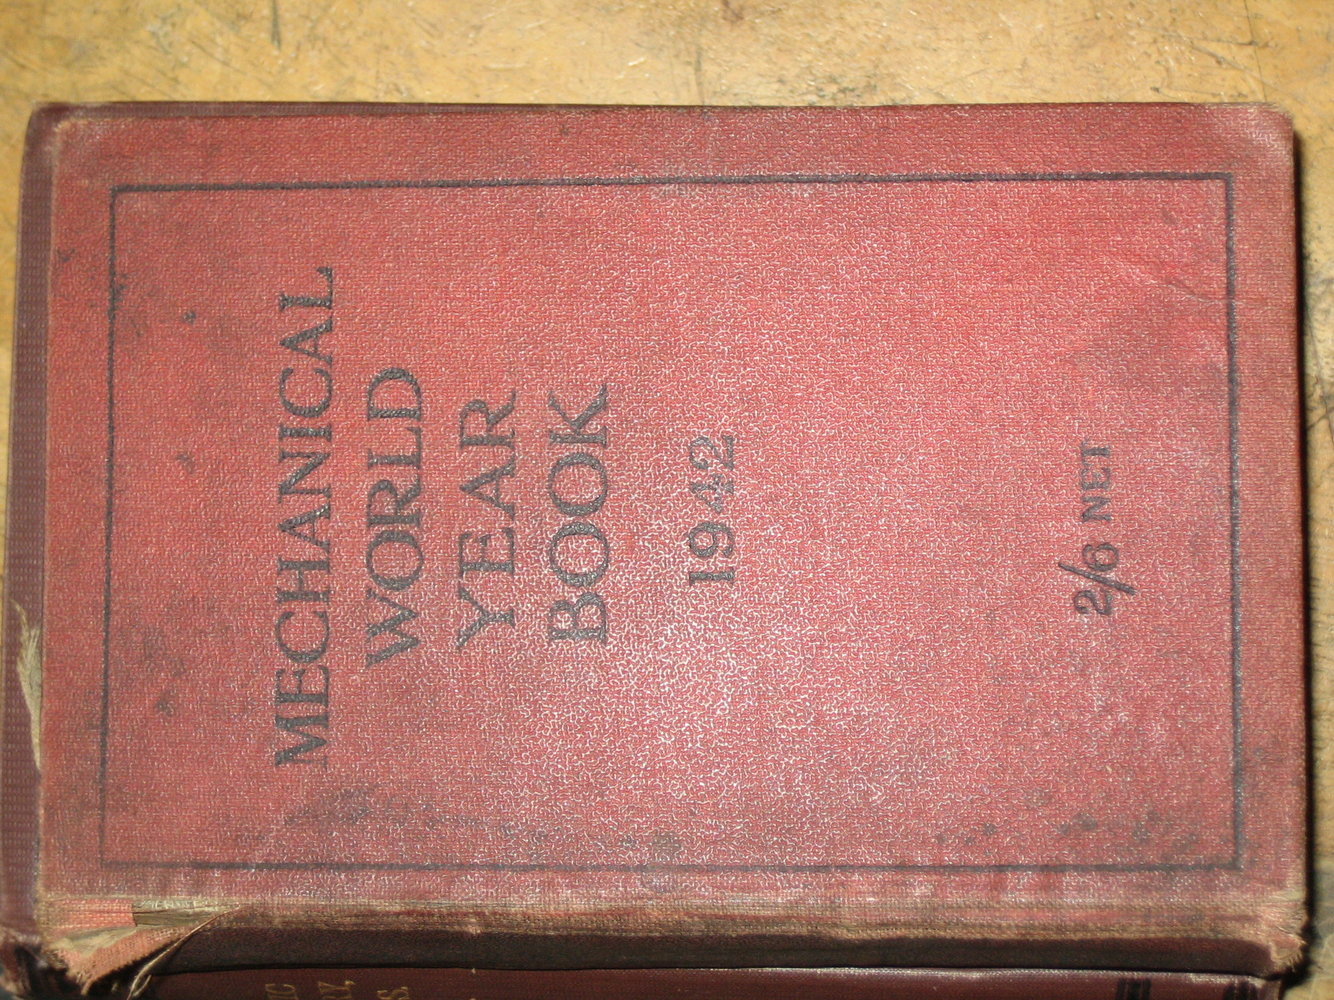 MECHANICAL
WORLD
YEAR
BOOK
1942
2/6 NET